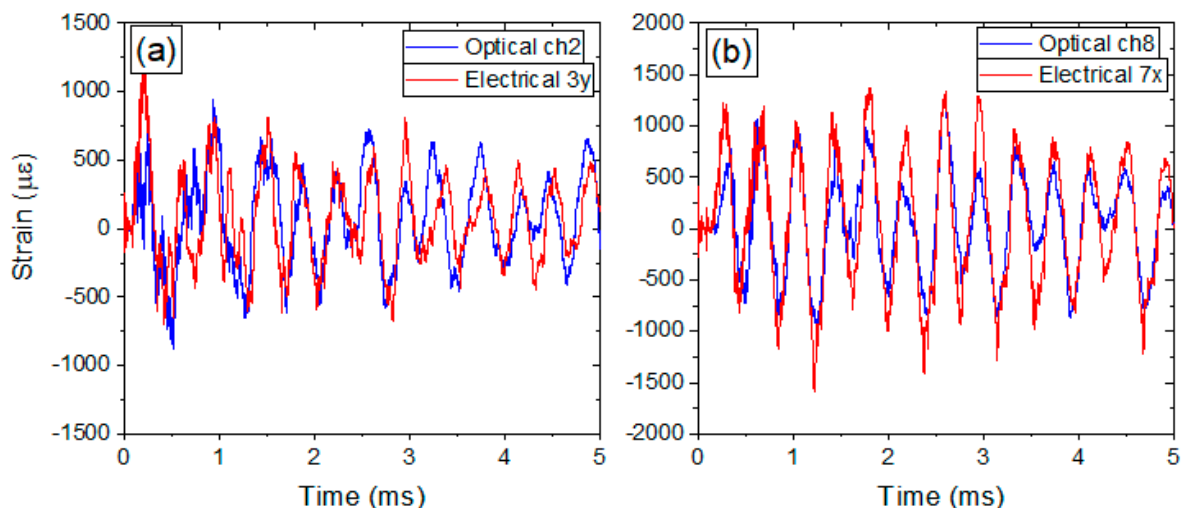 (a)
Optical ch2
Electrical 3y
1500
1000
500
0
-500
-1000
-1500
Strain (με)
0 1 2 3 4 5
Time (ms)
(b)
Optical ch8
Electrical 7x
2000
1500
1000
500
0
-500
-1000
-1500
-2000
0 1 2 3 4 5
Time (ms)